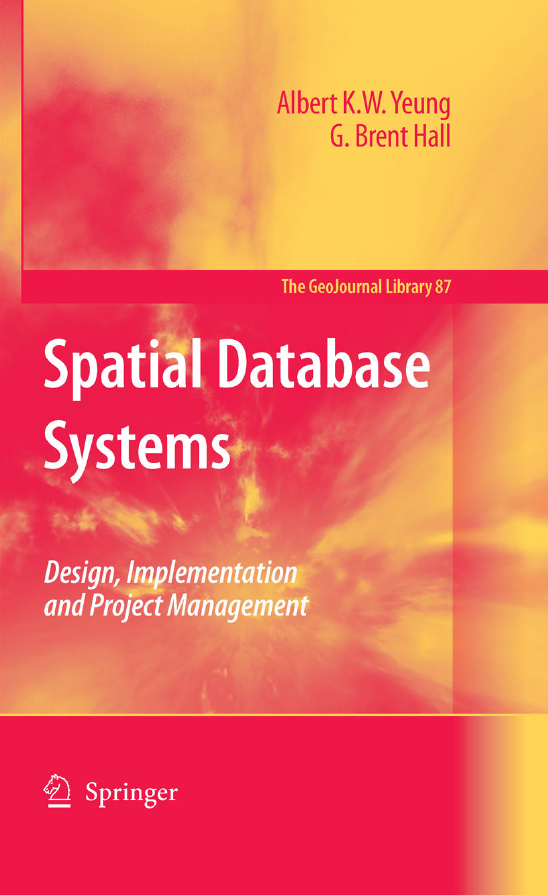 Albert K.W. Yeung
G. Brent Hall
The GeoJournal Library 87
Spatial Database
Systems
Design, Implementation
and Project Management
Springer